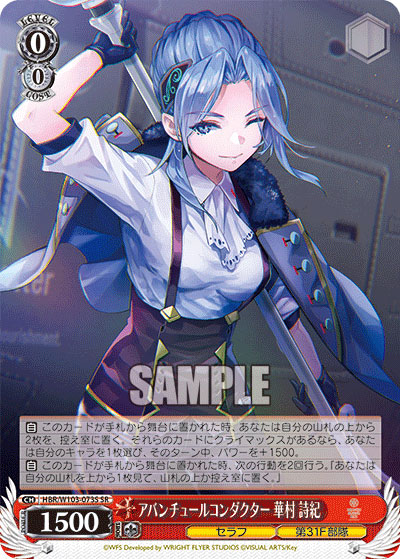 LEVEL
0
0
COST
SAMPLE
自 このカードが手札から舞台に置かれた時、あなたは自分の山札の上から
2枚を、控え室に置く。それらのカードにクライマックスがあるなら、あなた
は自分のキャラを1枚選び、そのターン中、パワーを＋1500。
自 このカードが手札から舞台に置かれた時、次の行動を2回行う。『あなた
は自分の山札を上から1枚見て、山札の上か控え室に置く。』
CH HBR/W103-073S SR
アバンチュールコンダクター 華村 詩紀
1500
セラフ
第31F部隊
©WFS Developed by WRIGHT FLYER STUDIOS ©VISUAL ARTS/Key